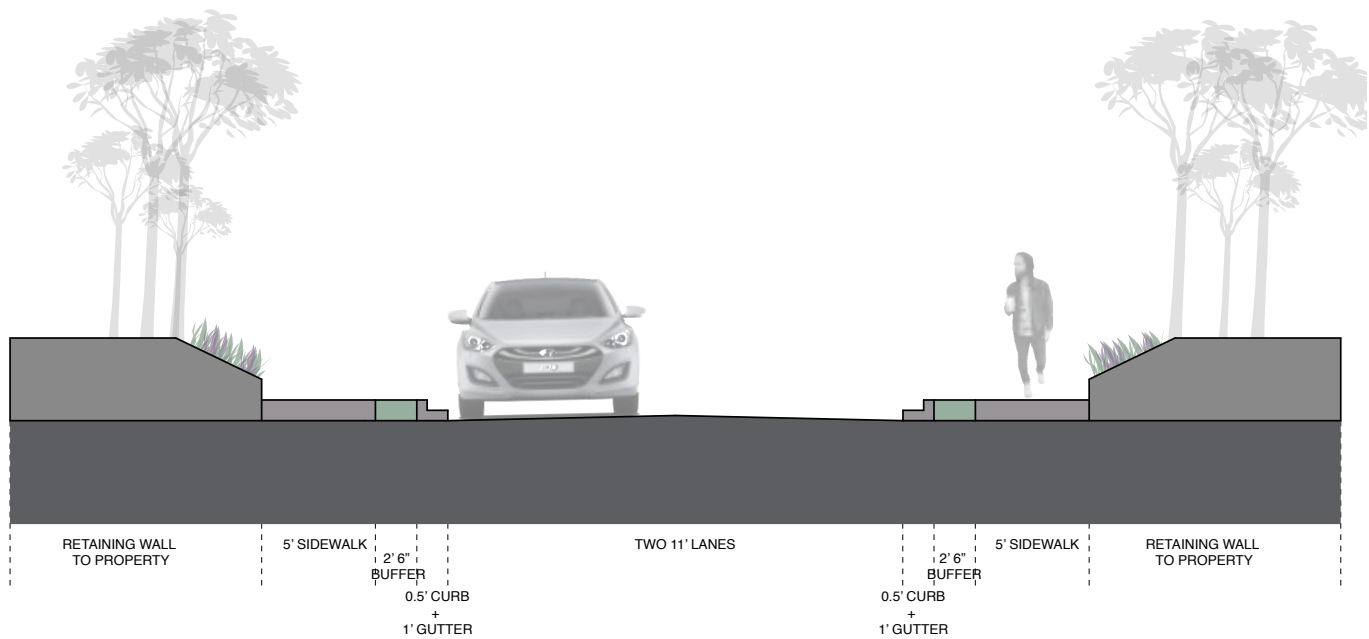 RETAINING WALL
TO PROPERTY
5’ SIDEWALK
2’ 6”
BUFFER
0.5’ CURB
+
1’ GUTTER
TWO 11’ LANES
0.5’ CURB
+
1’ GUTTER
2’ 6”
BUFFER
5’ SIDEWALK
RETAINING WALL
TO PROPERTY